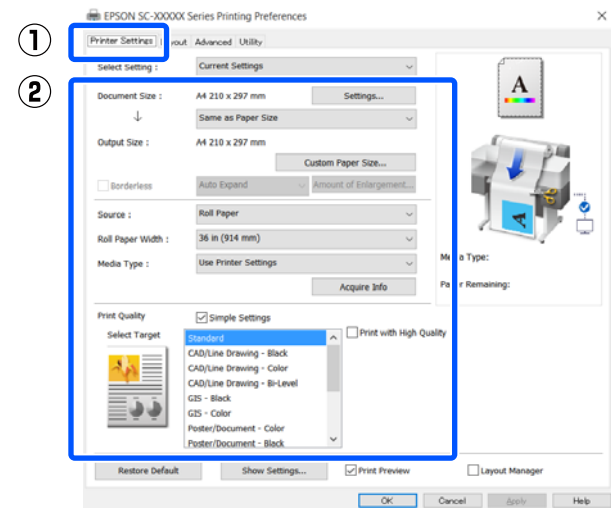 EPSON SC-XXXXX Series Printing Preferences
①
Printer Settings yout Advanced Utility
Select Setting : Current Settings
②
Document Size : A4 210 x 297 mm Settings...
↓ Same as Paper Size
Output Size : A4 210 x 297 mm
Custom Paper Size...
Borderless Auto Expand Amount of Enlargement...
Source : Roll Paper
Roll Paper Width : 36 in (914 mm)
Media Type : Use Printer Settings
Acquire Info
A
A
Me a Type:
Pa r Remaining:
Print Quality Simple Settings
Select Target
Standard
CAD/Line Drawing - Black
CAD/Line Drawing - Color
CAD/Line Drawing - Bi-Level
GIS - Black
GIS - Color
Poster/Document - Color
Poster/Document - Black
Print with High Quality
Restore Default Show Settings... Print Preview Layout Manager
OK Cancel Apply Help